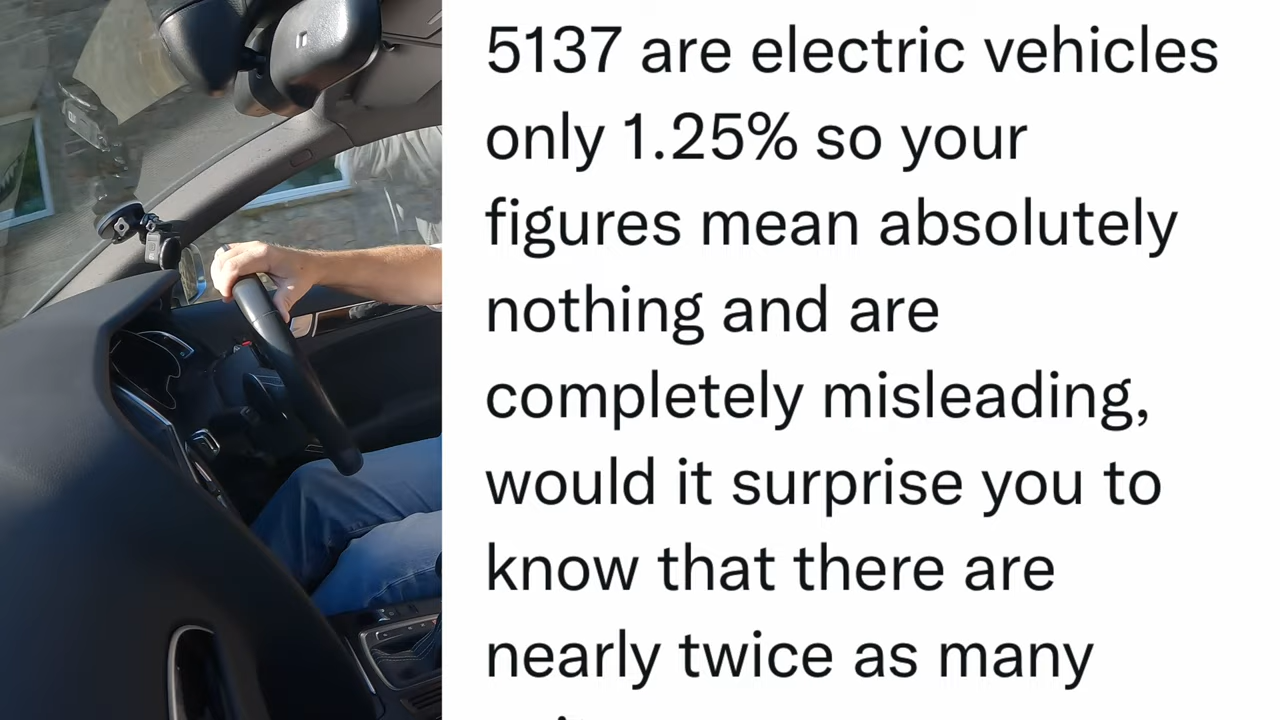 5137 are electric vehicles
only 1.25% so your
figures mean absolutely
nothing and are
completely misleading,
would it surprise you to
know that there are
nearly twice as many